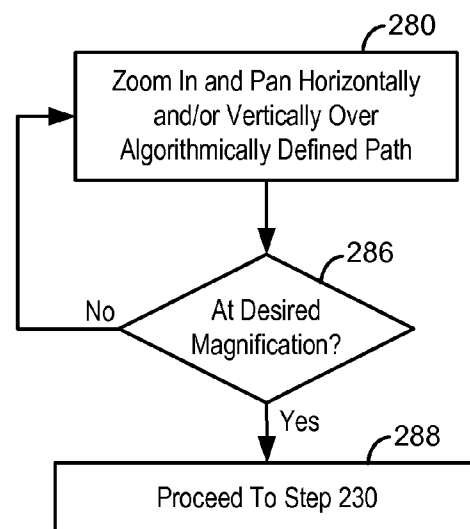 280
Zoom In and Pan Horizontally
and/or Vertically Over
Algorithmically Defined Path
286
At Desired
Magnification?
No
Yes
288
Proceed To Step 230